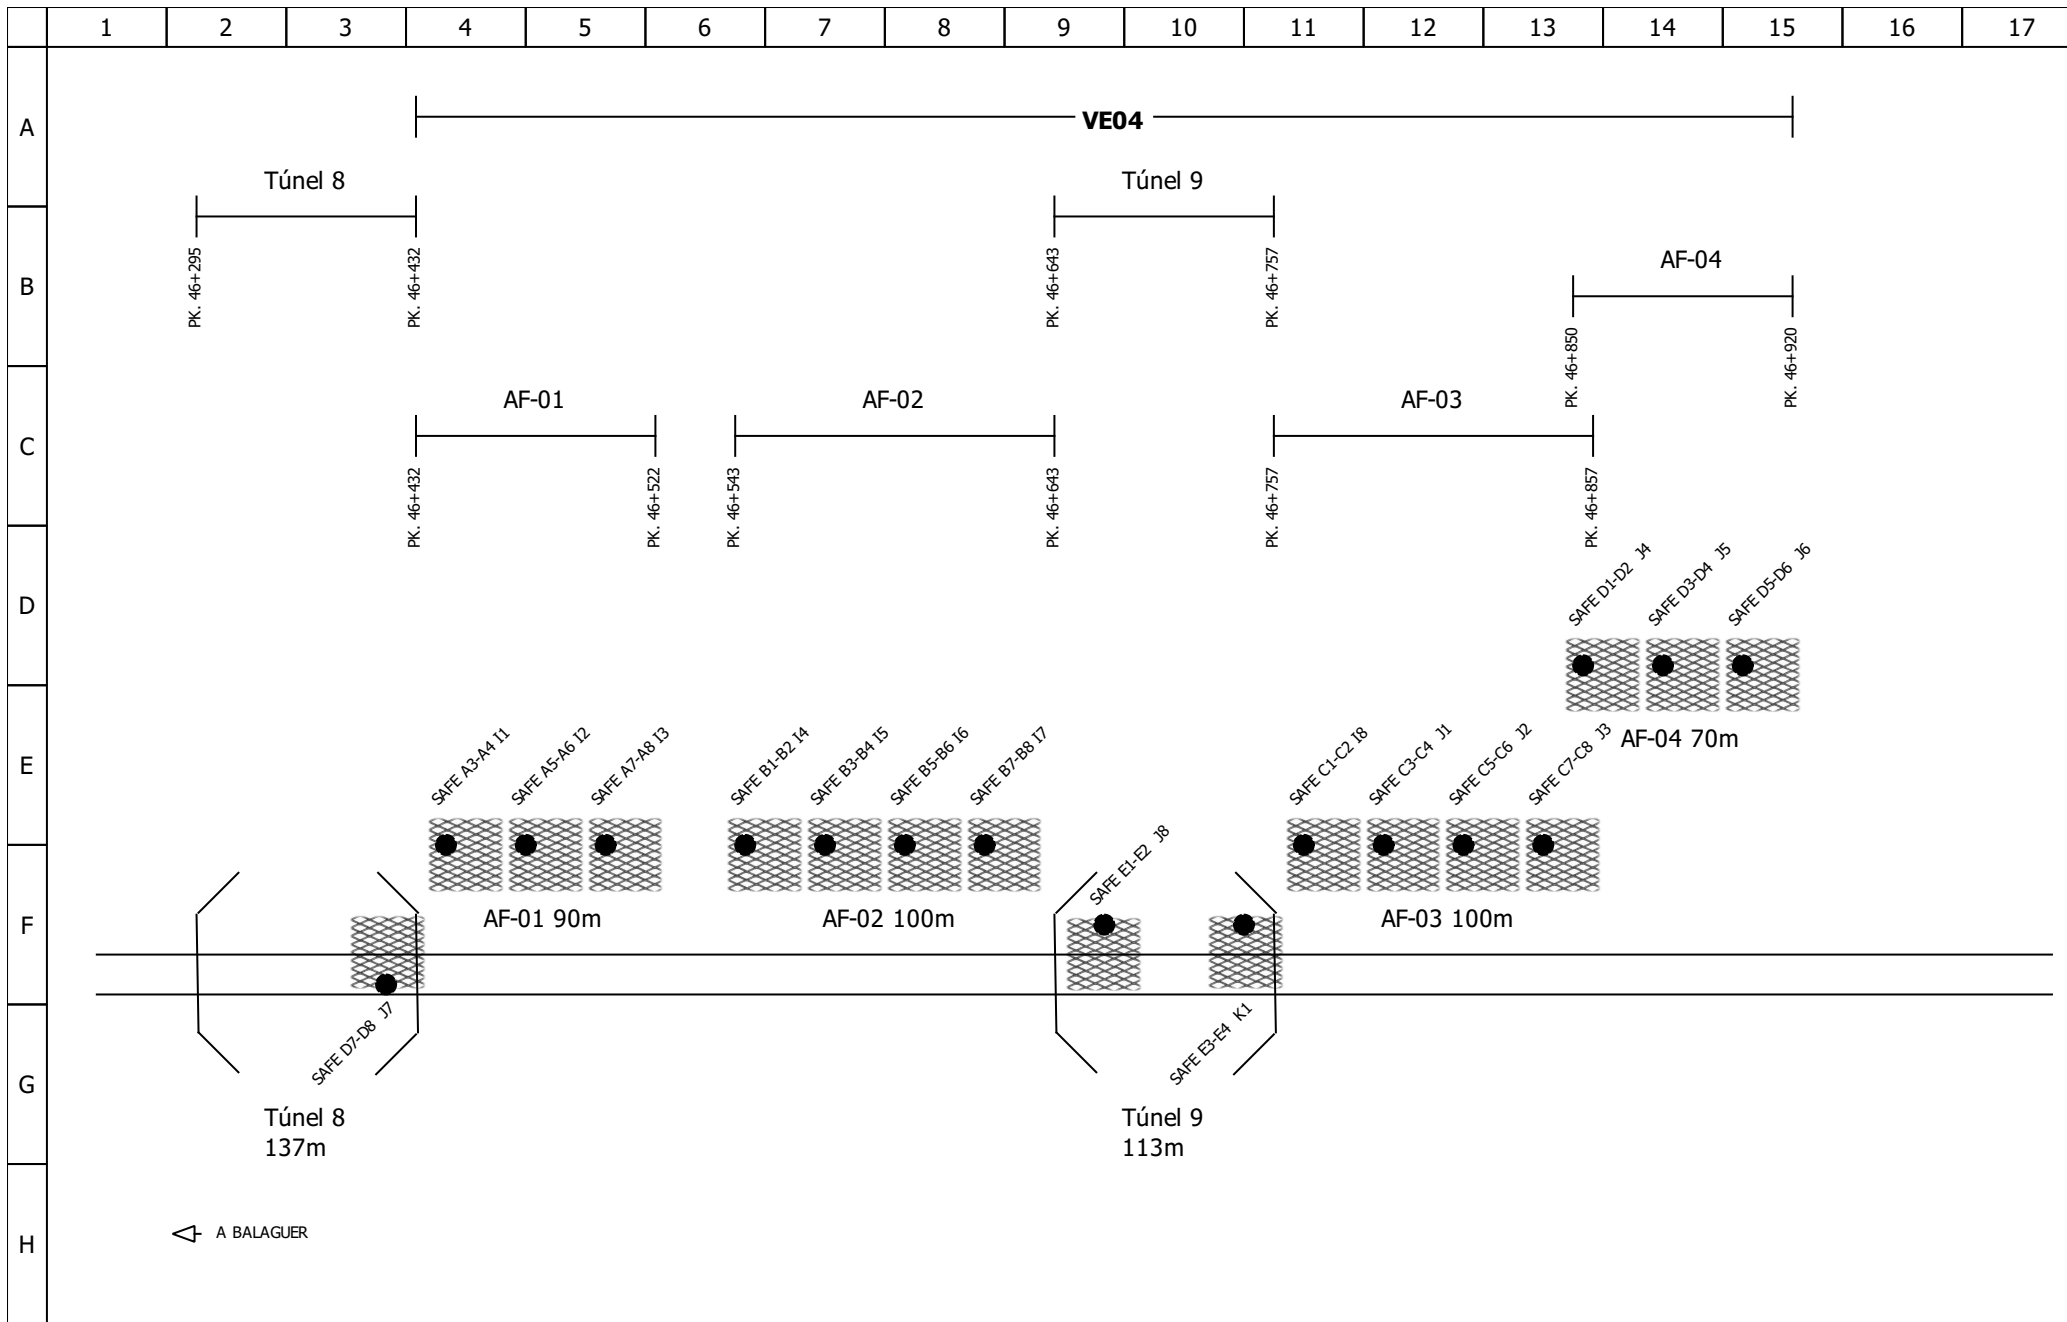 1 2 3 4 5 6 7 8 9 10 11 12 13 14 15 16 17
A
VE04
Túnel 8
Túnel 9
B
PK. 46+295
PK. 46+432
PK. 46+643
PK. 46+757
AF-04
PK. 46+850
PK. 46+920
C
AF-01
AF-02
AF-03
PK. 46+432
PK. 46+522
PK. 46+543
PK. 46+643
PK. 46+757
PK. 46+857
D
SAFE D1-D2 J4
SAFE D3-D4 J5
SAFE D5-D6 J6
AF-04 70m
E
SAFE A3-A4 I1
SAFE A5-A6 I2
SAFE A7-A8 I3
SAFE B1-B2 I4
SAFE B3-B4 I5
SAFE B5-B6 I6
SAFE B7-B8 I7
SAFE C1-C2 I8
SAFE C3-C4 J1
SAFE C5-C6 J2
SAFE C7-C8 J3
F
AF-01 90m
AF-02 100m
SAFE E1-E2 J8
AF-03 100m
G
SAFE D7-D8 J7
SAFE E3-E4 K1
Túnel 8
137m
Túnel 9
113m
H
A BALAGUER